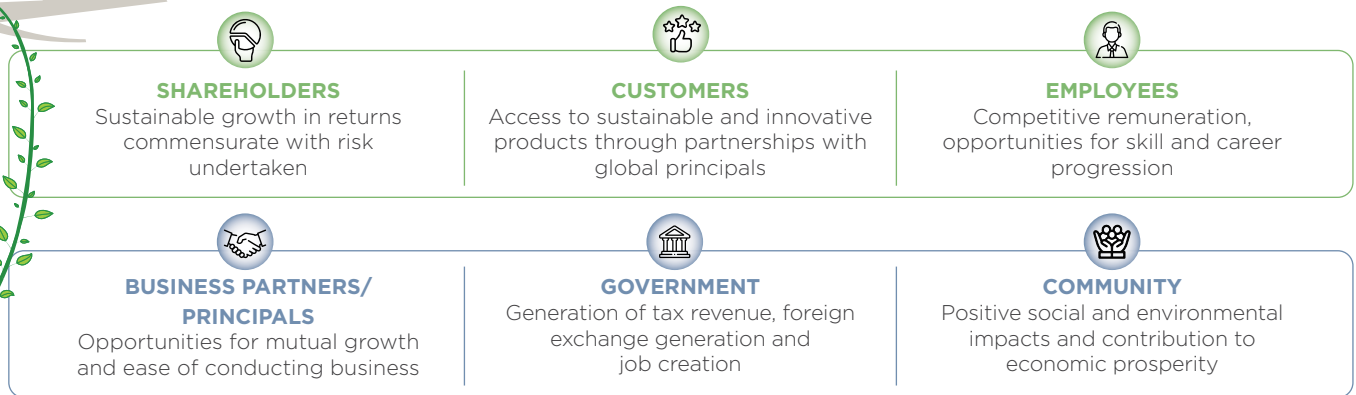 SHAREHOLDERS
Sustainable growth in returns
commensurate with risk
undertaken
CUSTOMERS
Access to sustainable and innovative
products through partnerships with
global principals
EMPLOYEES
Competitive remuneration,
opportunities for skill and career
progression
BUSINESS PARTNERS/
PRINCIPALS
Opportunities for mutual growth
and ease of conducting business
GOVERNMENT
Generation of tax revenue, foreign
exchange generation and
job creation
COMMUNITY
Positive social and environmental
impacts and contribution to
economic prosperity